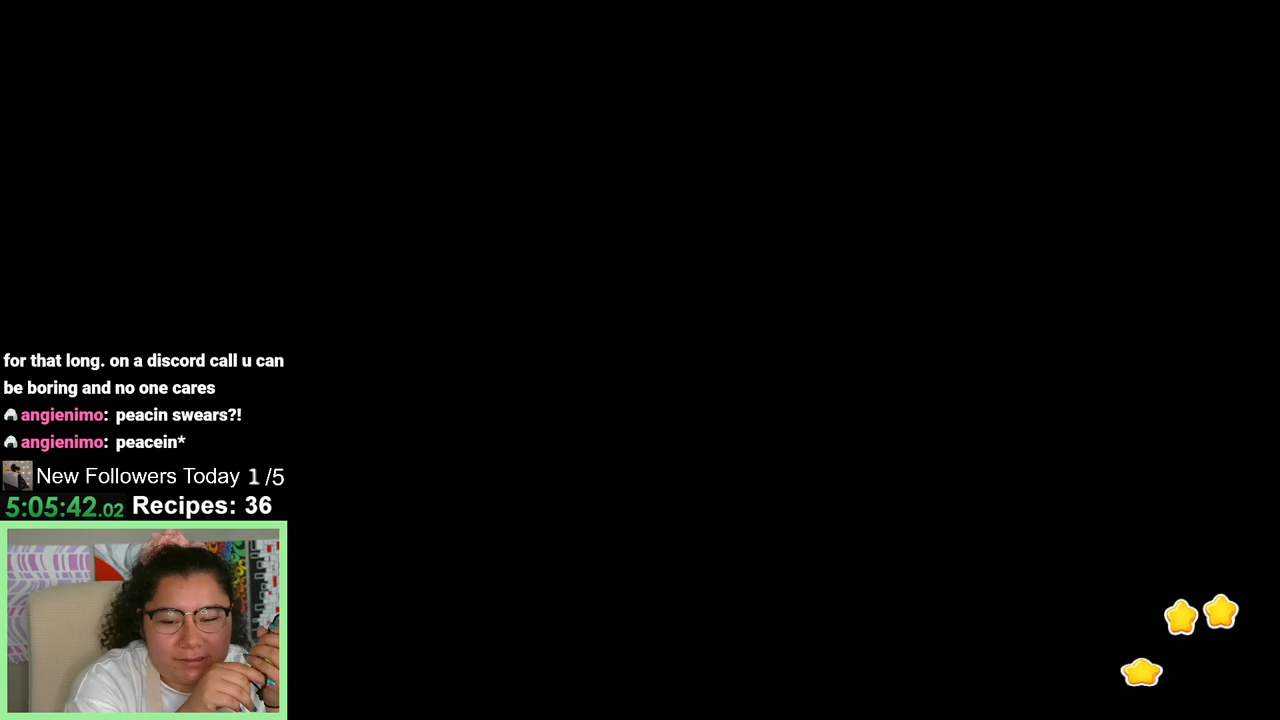 for that long. on a discord call u can
be boring and no one cares
angienimo: peacin swears?!
angienimo: peacein*
New Followers Today 1 /5
5:05:42.02 Recipes: 36